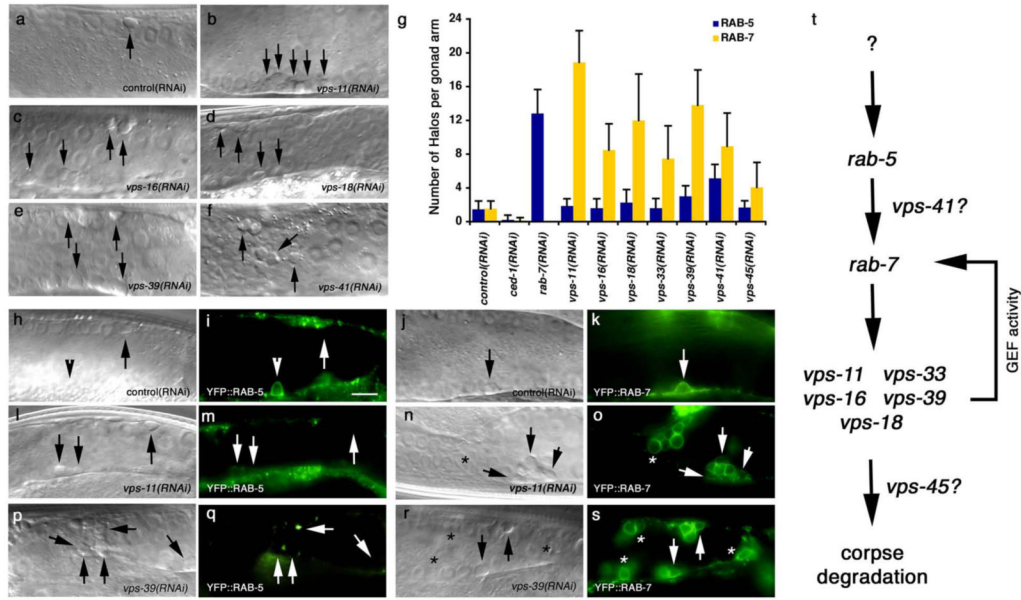 a
control(RNAi)
b
vps-11(RNAi)
c
vps-16(RNAi)
d
vps-18(RNAi)
e
vps-39(RNAi)
f
vps-41(RNAi)
g
Number of Halos per gonad arm
24
20
16
12
8
4
0
RAB-5
RAB-7
control(RNAi)
ced-1(RNAi)
rab-7(RNAi)
vps-11(RNAi)
vps-16(RNAi)
vps-18(RNAi)
vps-33(RNAi)
vps-39(RNAi)
vps-41(RNAi)
vps-45(RNAi)
h
control(RNAi)
i
YFP::RAB-5
j
control(RNAi)
k
YFP::RAB-7
l
vps-11(RNAi)
m
YFP::RAB-5
n
*
vps-11(RNAi)
o
*
YFP::RAB-7
p
vps-39(RNAi)
q
YFP::RAB-5
r
* * *
vps-39(RNAi)
s
* * *
YFP::RAB-7
t
?
rab-5
vps-41?
rab-7
GEF activity
vps-11 vps-33
vps-16 vps-39
vps-18
vps-45?
corpse
degradation